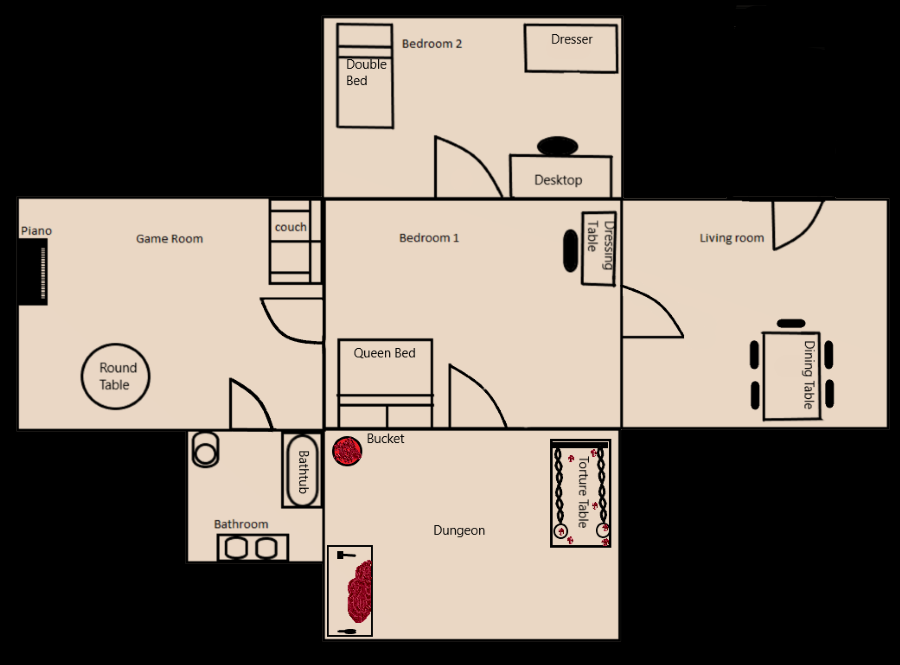 Bedroom 2
Dresser
Double
Bed
Desktop
Piano
Game Room
couch
Bedroom 1
Dressing
Table
Living room
Queen Bed
Round
Table
Dining Table
Bucket
Bathtub
Torture Table
Bathroom
Dungeon